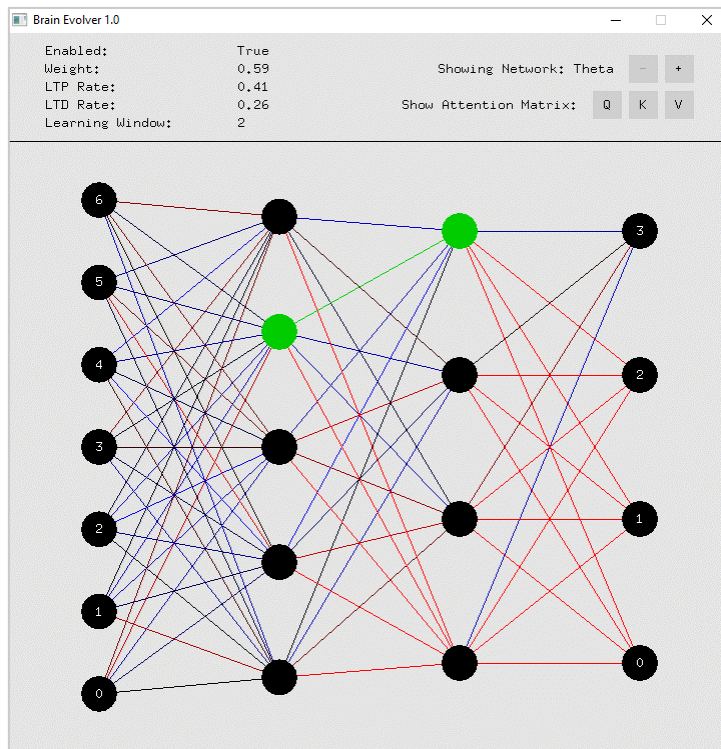 Brain Evolver 1.0
Enabled: True
Weight: 0.59
LTP Rate: 0.41
LTD Rate: 0.26
Learning Window: 2
Showing Network: Theta - +
Show Attention Matrix: Q K V
6
5
4
3
2
1
0
3
2
1
0